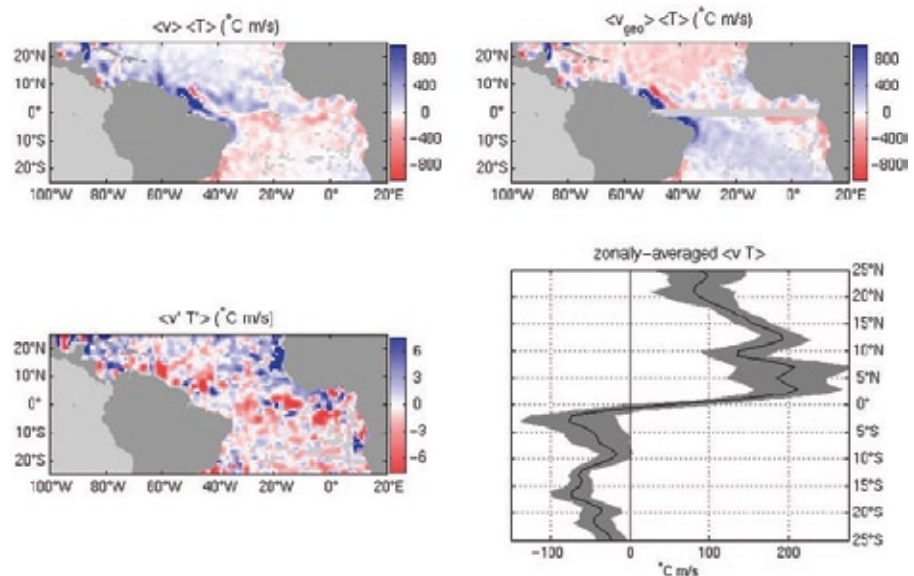 <v> <T> (°C m/s)
20°N
10°N
0°
10°S
20°S
100°W 80°W 60°W 40°W 20°W 0° 20°E
800
400
0
−400
−800
<v_geo> <T> (°C m/s)
20°N
10°N
0°
10°S
20°S
100°W 80°W 60°W 40°W 20°W 0° 20°E
800
400
0
−400
−800
<v' T'> (°C m/s)
20°N
10°N
0°
10°S
20°S
100°W 80°W 60°W 40°W 20°W 0° 20°E
6
3
0
−3
−6
zonally−averaged <v T>
25°N
20°N
15°N
10°N
5°N
0°
5°S
10°S
15°S
20°S
25°S
−100 0 100 200
°C m/s